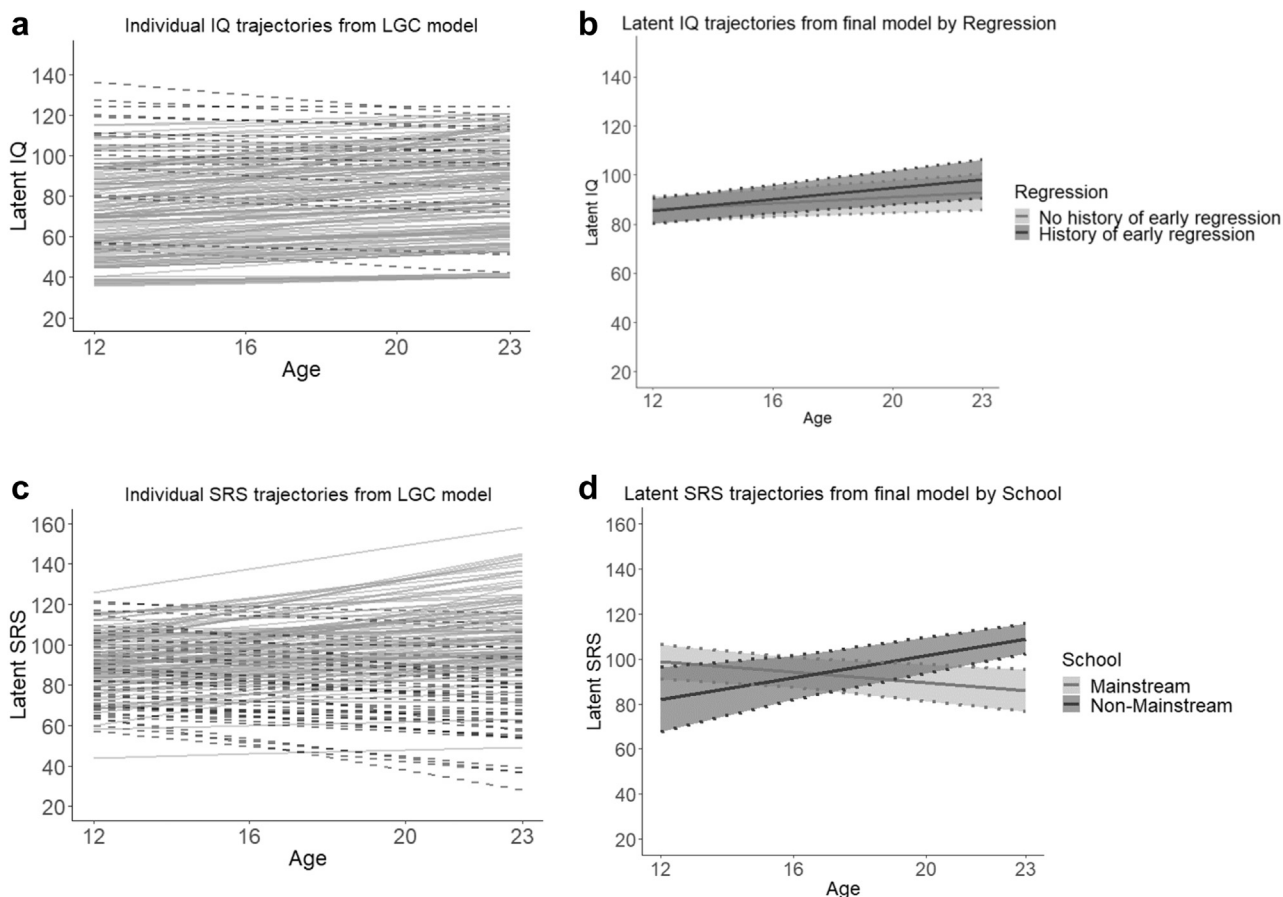 a
Individual IQ trajectories from LGC model
Latent IQ
140
120
100
80
60
40
20
12
16
20
23
Age
b
Latent IQ trajectories from final model by Regression
Latent IQ
140
120
100
80
60
40
20
12
16
20
23
Age
Regression
No history of early regression
History of early regression
c
Individual SRS trajectories from LGC model
Latent SRS
160
140
120
100
80
60
40
20
12
16
20
23
Age
d
Latent SRS trajectories from final model by School
Latent SRS
160
140
120
100
80
60
40
20
12
16
20
23
Age
School
Mainstream
Non-Mainstream